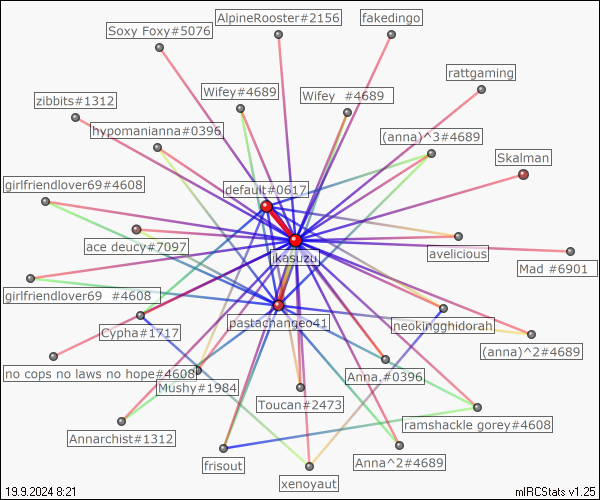 AlpineRooster#2156
fakedingo
Soxy Foxy#5076
rattgaming
Wifey#4689
Wifey  #4689
zibbits#1312
hypomanianna#0396
(anna)^3#4689
Skalman
girlfriendlover69#4608
default#0617
ace deucy#7097
avelicious
jikasuzu
Mad #6901
girlfriendlover69  #4608
pastachangeo41
neokingghidorah
Cypha#1717
(anna)^2#4689
no cops no laws no hope#4608
Anna.#0396
Mushy#1984
Toucan#2473
ramshackle gorey#4608
Annarchist#1312
frisout
Anna^2#4689
xenoyaut
19.9.2024 8:21
mIRCStats v1.25